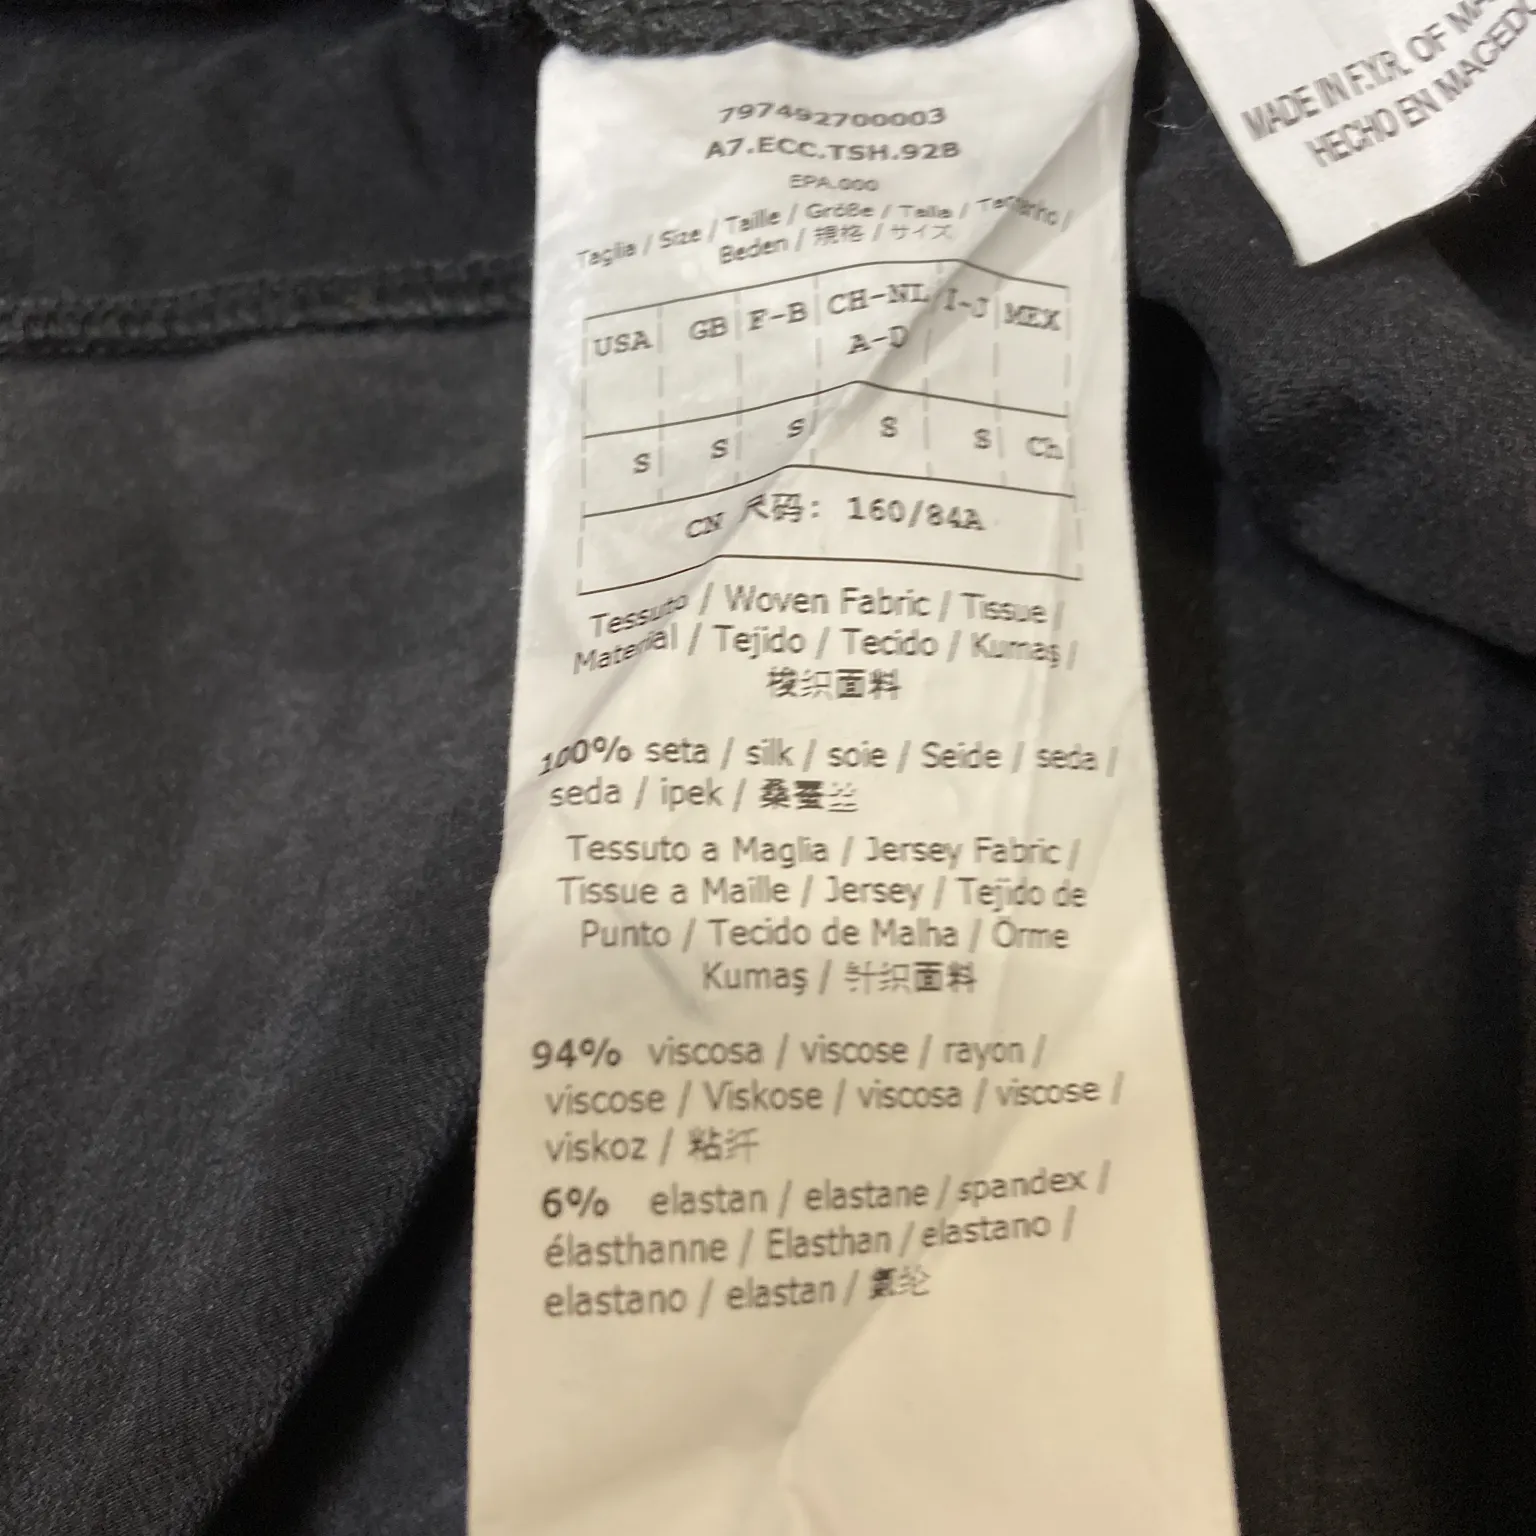 797492700003
A7.ECC.TSH.928
EPA.000
Taglia / Size / Taille / Größe / Talla / Tamanho /
Beden / 規格 / サイズ
USA GB F-B CH-NL I-J MEX
A-D
S S S S S Ch
CN 尺码: 160/84A
Tessuto / Woven Fabric / Tissue /
Material / Tejido / Tecido / Kumaş /
梭织面料
100% seta / silk / soie / Seide / seda /
seda / ipek / 桑蚕丝
Tessuto a Maglia / Jersey Fabric /
Tissue a Maille / Jersey / Tejido de
Punto / Tecido de Malha / Örme
Kumaş / 针织面料
94% viscosa / viscose / rayon /
viscose / Viskose / viscosa / viscose /
viskoz / 粘纤
6% elastan / elastane / spandex /
élasthanne / Elasthan / elastano /
elastano / elastan / 氨纶
MADE IN F.Y.R. OF
HECHO EN